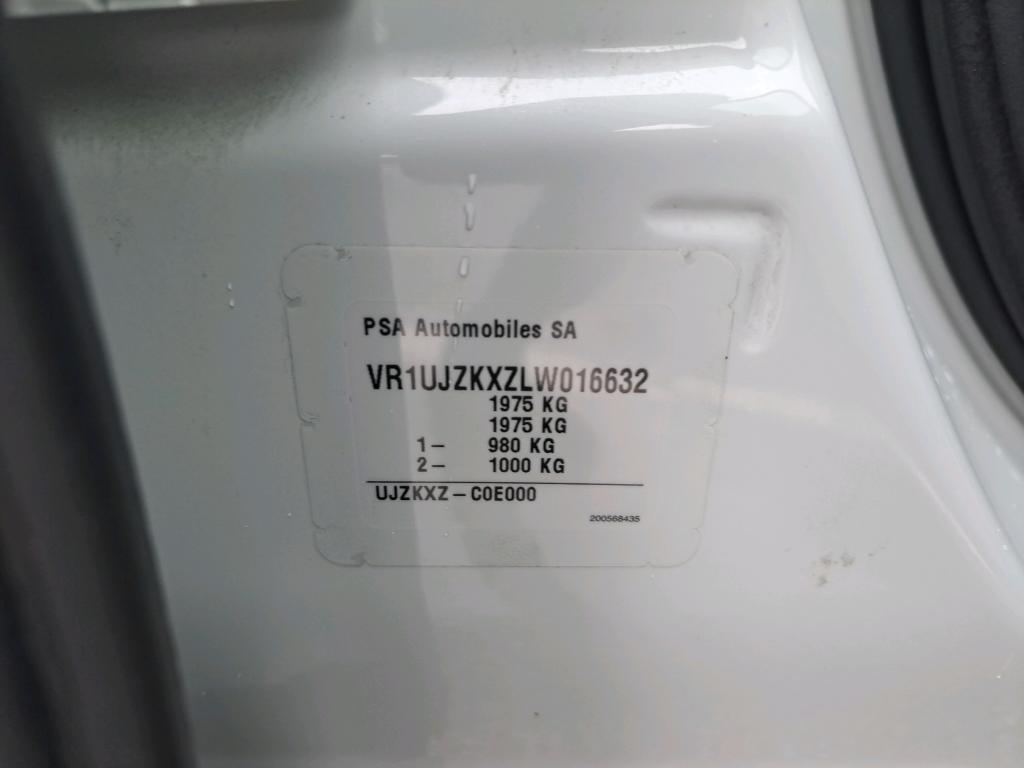 PSA Automobiles SA
VR1UJZKXZLW016632
1975 KG
1975 KG
1– 980 KG
2– 1000 KG
UJZKXZ – C0E000
200568435